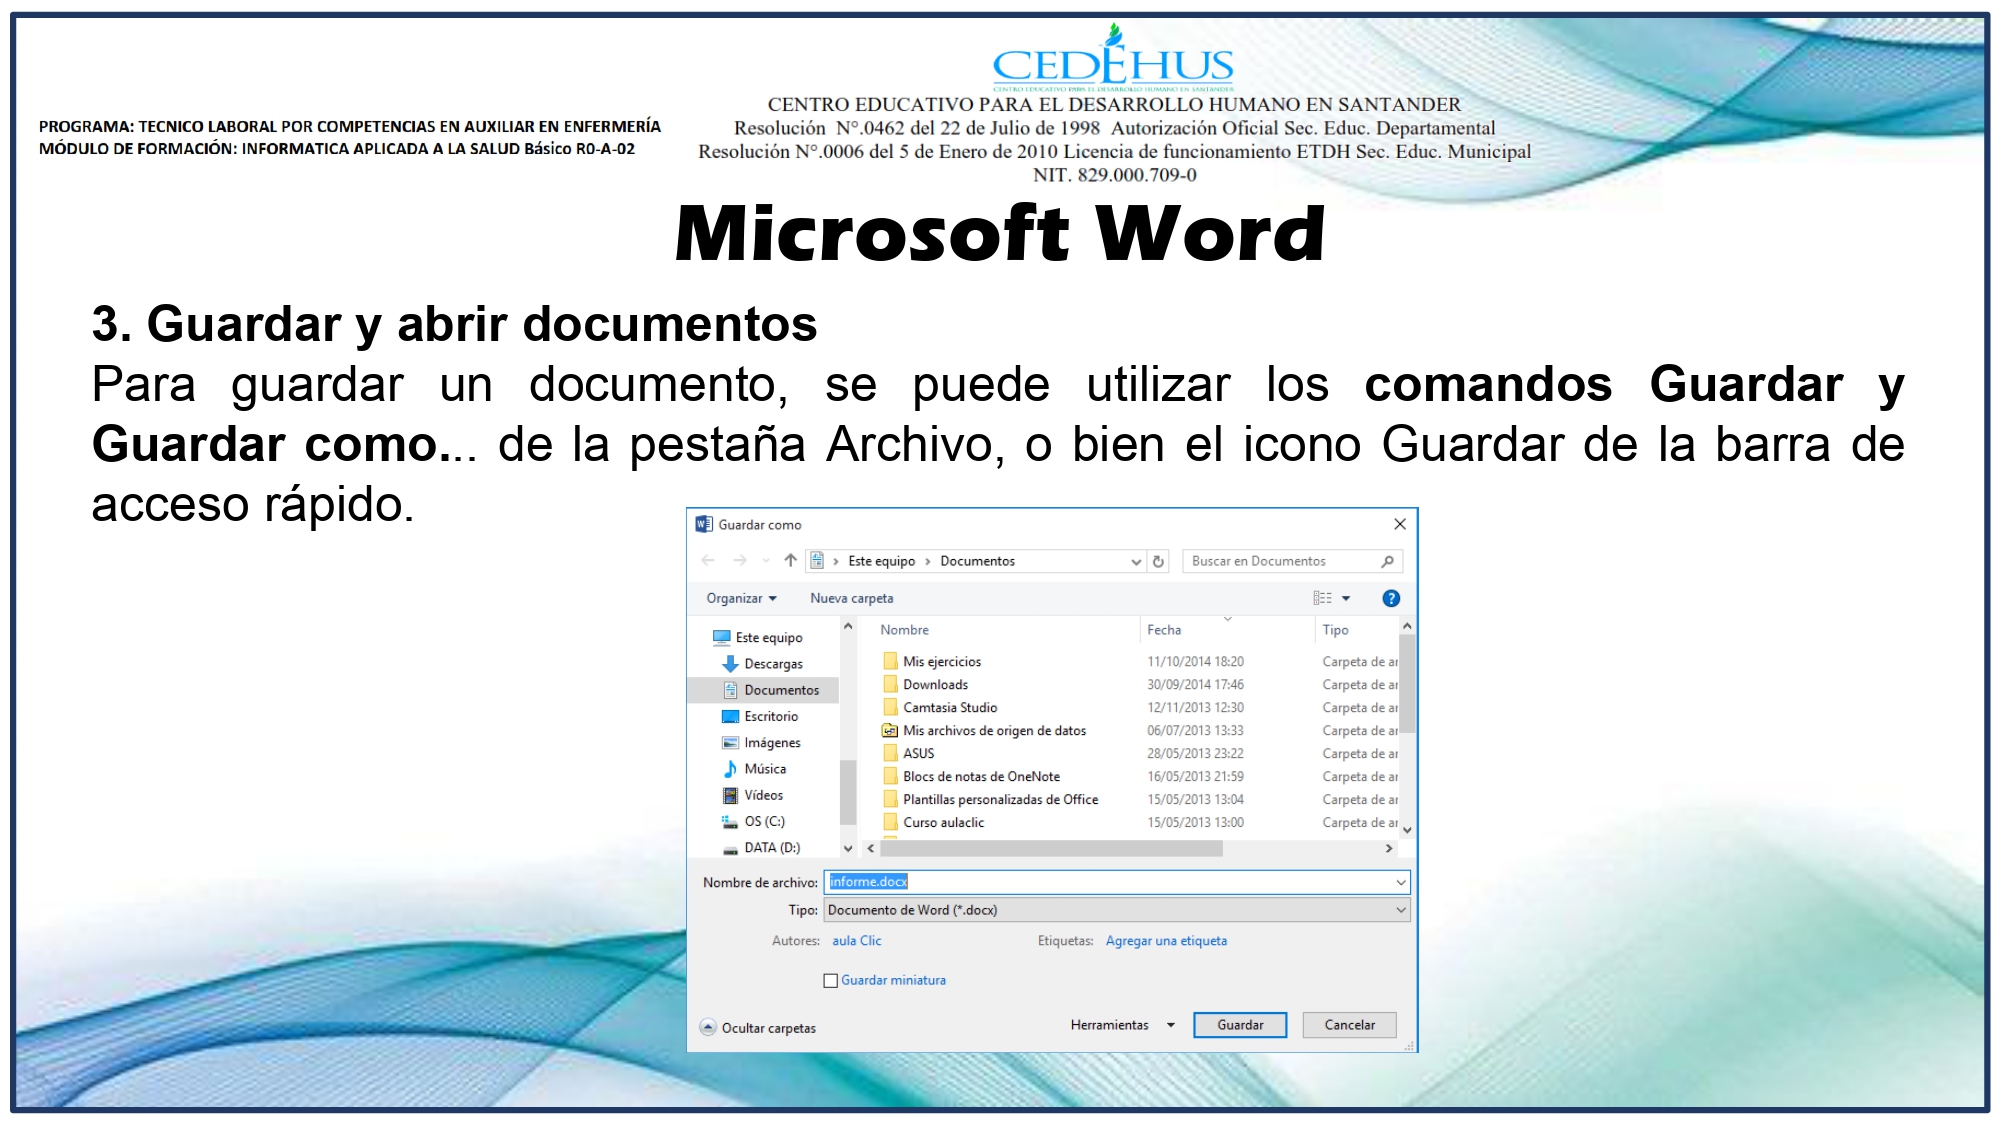 CEDEHUS
CENTRO EDUCATIVO PARA EL DESARROLLO HUMANO EN SANTANDER
CENTRO EDUCATIVO PARA EL DESARROLLO HUMANO EN SANTANDER
Resolución N°.0462 del 22 de Julio de 1998 Autorización Oficial Sec. Educ. Departamental
Resolución N°.0006 del 5 de Enero de 2010 Licencia de funcionamiento ETDH Sec. Educ. Municipal
NIT. 829.000.709-0
PROGRAMA: TECNICO LABORAL POR COMPETENCIAS EN AUXILIAR EN ENFERMERÍA
MÓDULO DE FORMACIÓN: INFORMATICA APLICADA A LA SALUD Básico R0-A-02
Microsoft Word
3. Guardar y abrir documentos
Para guardar un documento, se puede utilizar los comandos Guardar y
Guardar como... de la pestaña Archivo, o bien el icono Guardar de la barra de
acceso rápido.
Guardar como
Este equipo › Documentos
Buscar en Documentos
Organizar
Nueva carpeta
Este equipo
Descargas
Documentos
Escritorio
Imágenes
Música
Vídeos
OS (C:)
DATA (D:)
Nombre Fecha Tipo
Mis ejercicios 11/10/2014 18:20 Carpeta de ar
Downloads 30/09/2014 17:46 Carpeta de ar
Camtasia Studio 12/11/2013 12:30 Carpeta de ar
Mis archivos de origen de datos 06/07/2013 13:33 Carpeta de ar
ASUS 28/05/2013 23:22 Carpeta de ar
Blocs de notas de OneNote 16/05/2013 21:59 Carpeta de ar
Plantillas personalizadas de Office 15/05/2013 13:04 Carpeta de ar
Curso aulaclic 15/05/2013 13:00 Carpeta de ar
Nombre de archivo: informe.docx
Tipo: Documento de Word (*.docx)
Autores: aula Clic
Etiquetas: Agregar una etiqueta
Guardar miniatura
Ocultar carpetas
Herramientas
Guardar
Cancelar